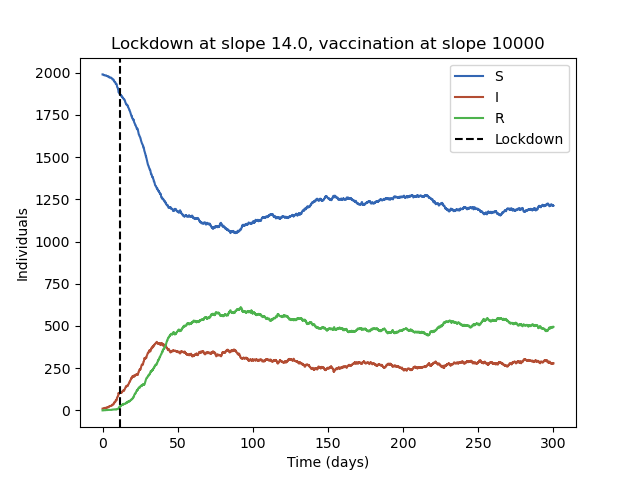 Lockdown at slope 14.0, vaccination at slope 10000
2000
1750
1500
1250
1000
750
500
250
0
Individuals
S
I
R
Lockdown
0 50 100 150 200 250 300
Time (days)